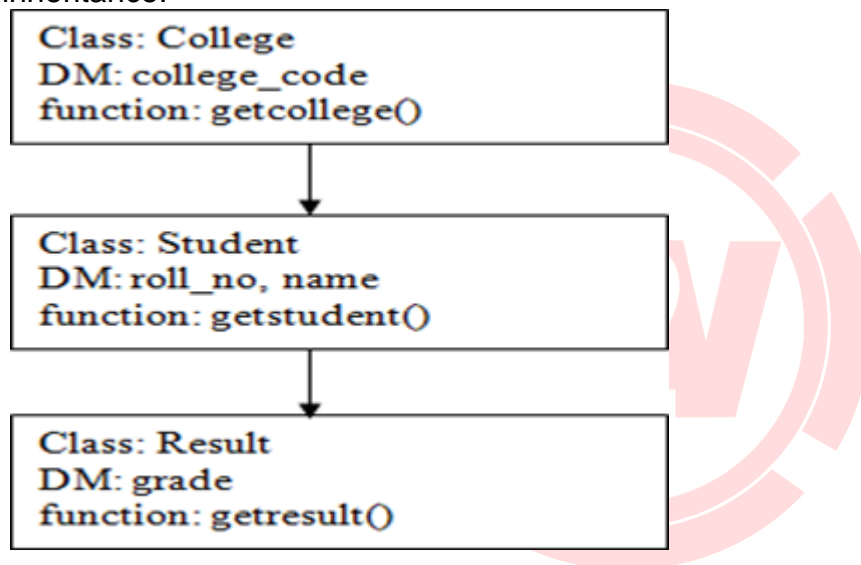 inheritance.
Class: College
DM: college_code
function: getcollege()
Class: Student
DM: roll_no, name
function: getstudent()
Class: Result
DM: grade
function: getresult()